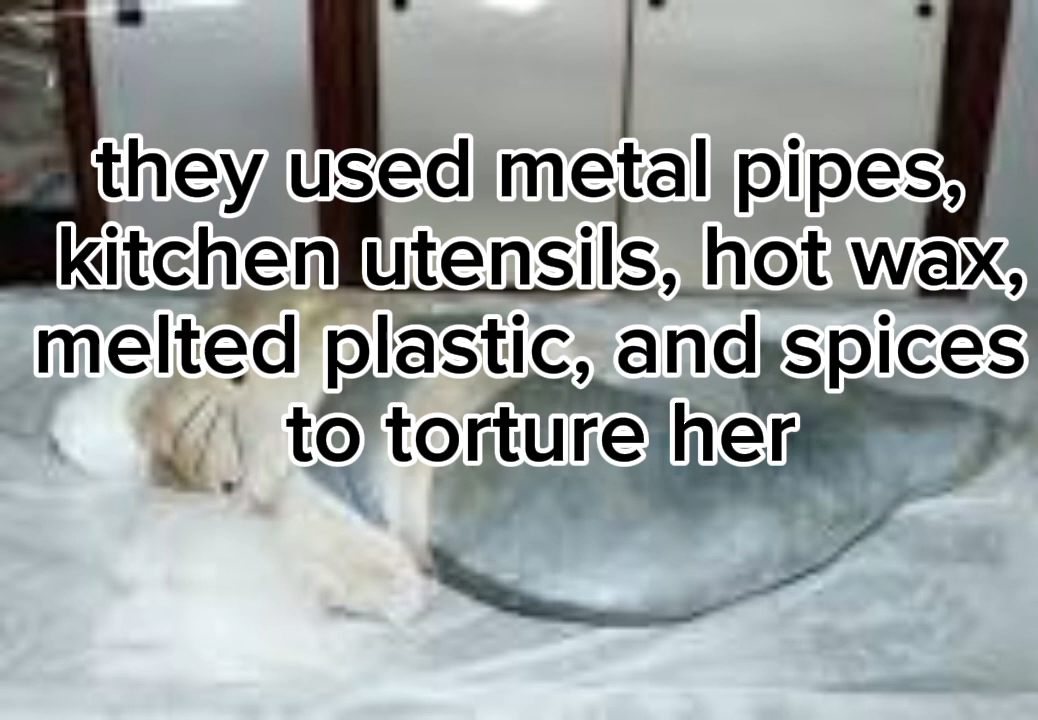 they used metal pipes,
kitchen utensils, hot wax,
melted plastic, and spices
to torture her